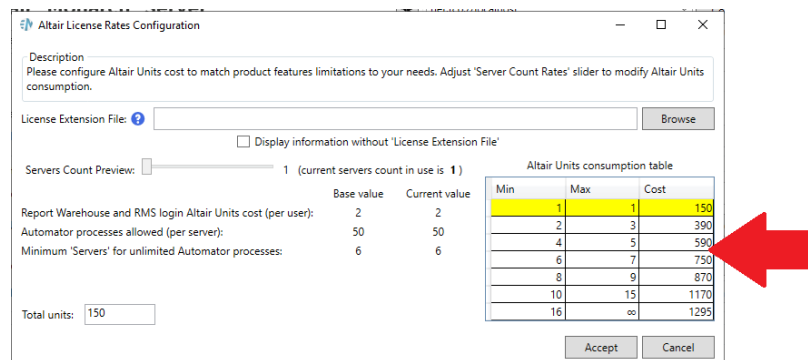 Altair License Rates Configuration
Description
Please configure Altair Units cost to match product features limitations to your needs. Adjust 'Server Count Rates' slider to modify Altair Units
consumption.
License Extension File:
Browse
Display information without 'License Extension File'
Servers Count Preview: 1 (current servers count in use is 1 )
Base value Current value
Report Warehouse and RMS login Altair Units cost (per user): 2 2
Automator processes allowed (per server): 50 50
Minimum 'Servers' for unlimited Automator processes: 6 6
Total units: 150
Altair Units consumption table
Min Max Cost
1 1 150
2 3 390
4 5 590
6 7 750
8 9 870
10 15 1170
16 ∞ 1295
Accept Cancel